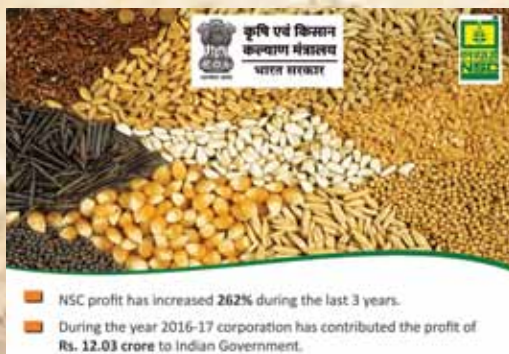 कृषि एवं किसान
कल्याण मंत्रालय
भारत सरकार
NSC
NSC profit has increased 262% during the last 3 years.
During the year 2016-17 corporation has contributed the profit of
Rs. 12.03 crore to Indian Government.